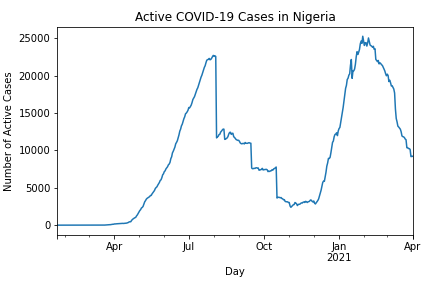 Active COVID-19 Cases in Nigeria
Number of Active Cases
25000
20000
15000
10000
5000
0
Apr
Jul
Oct
Jan
2021
Apr
Day